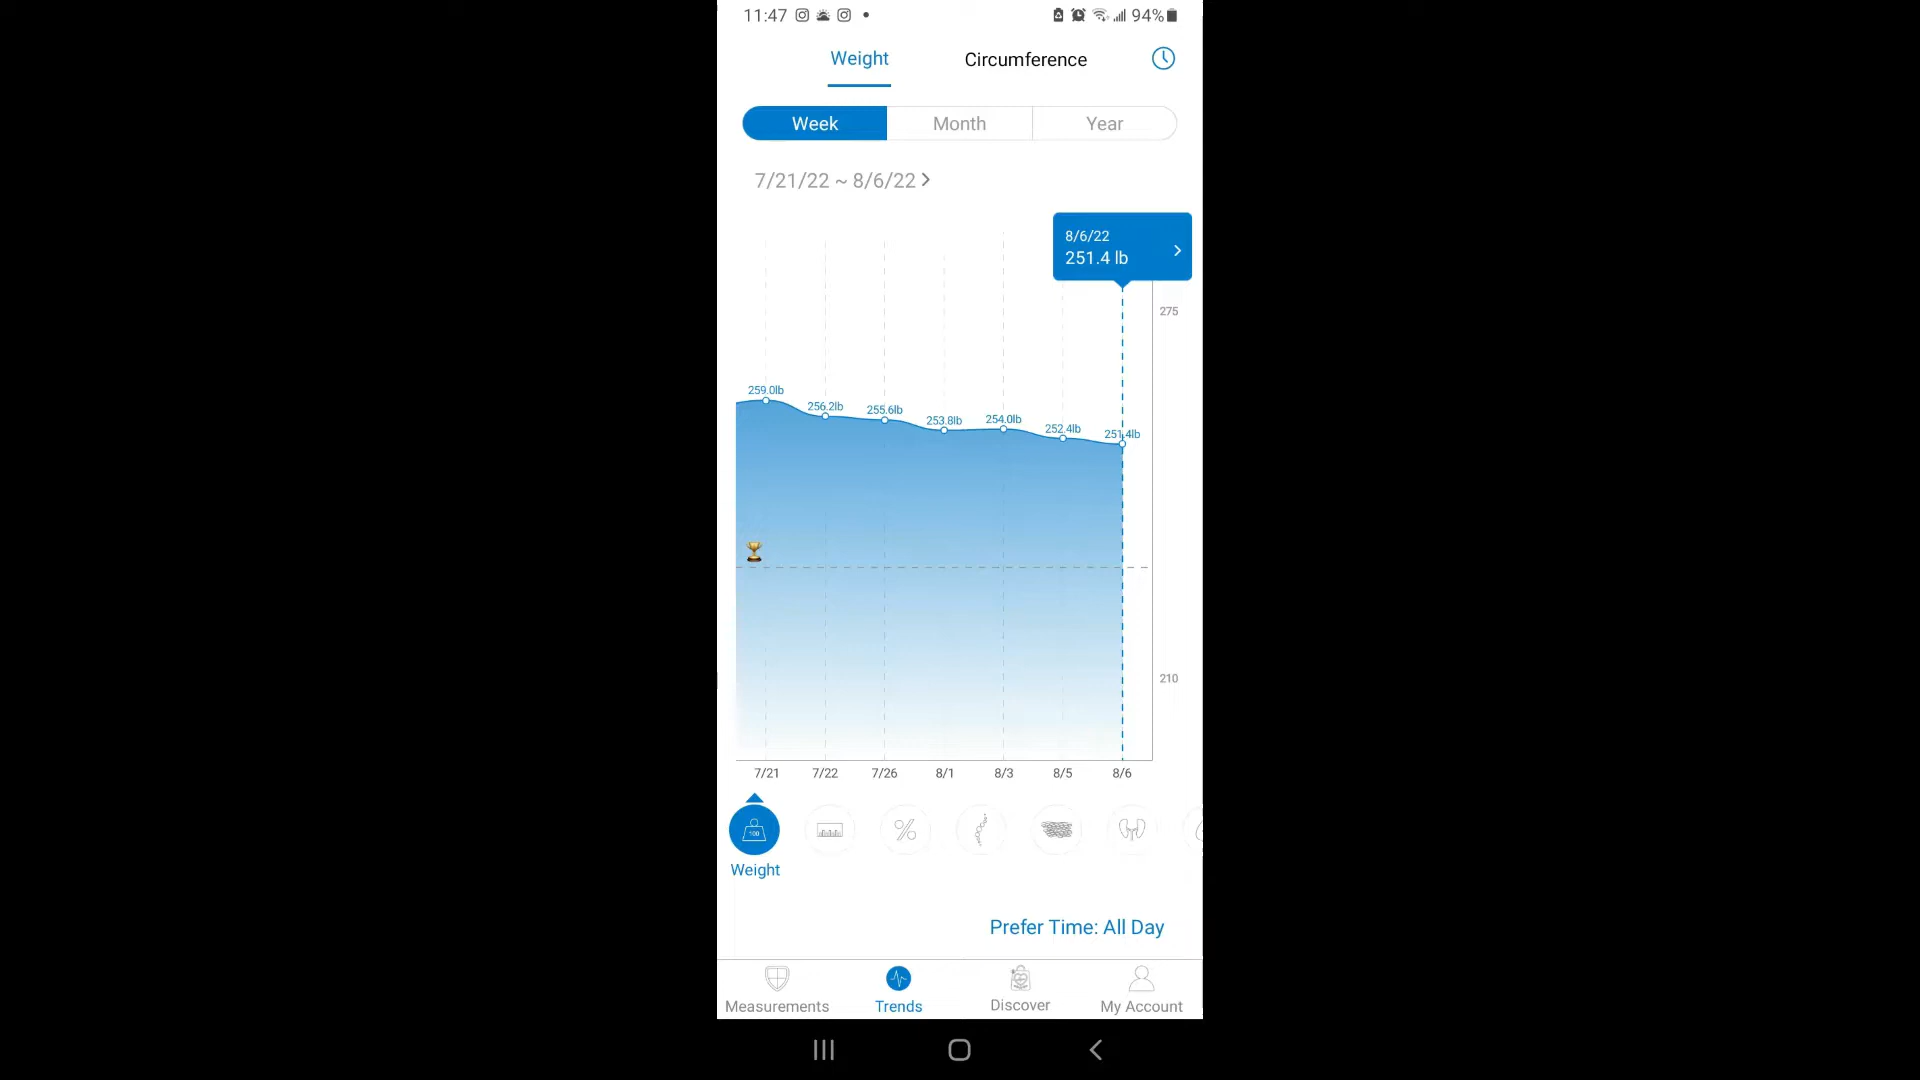 11:47 94%
Weight Circumference
Week Month Year
7/21/22 ~ 8/6/22
8/6/22
251.4 lb
275
259.0lb 256.2lb 255.6lb 253.8lb 254.0lb 252.4lb 251.4lb
210
7/21 7/22 7/26 8/1 8/3 8/5 8/6
100 %
Weight
Prefer Time: All Day
Measurements Trends Discover My Account